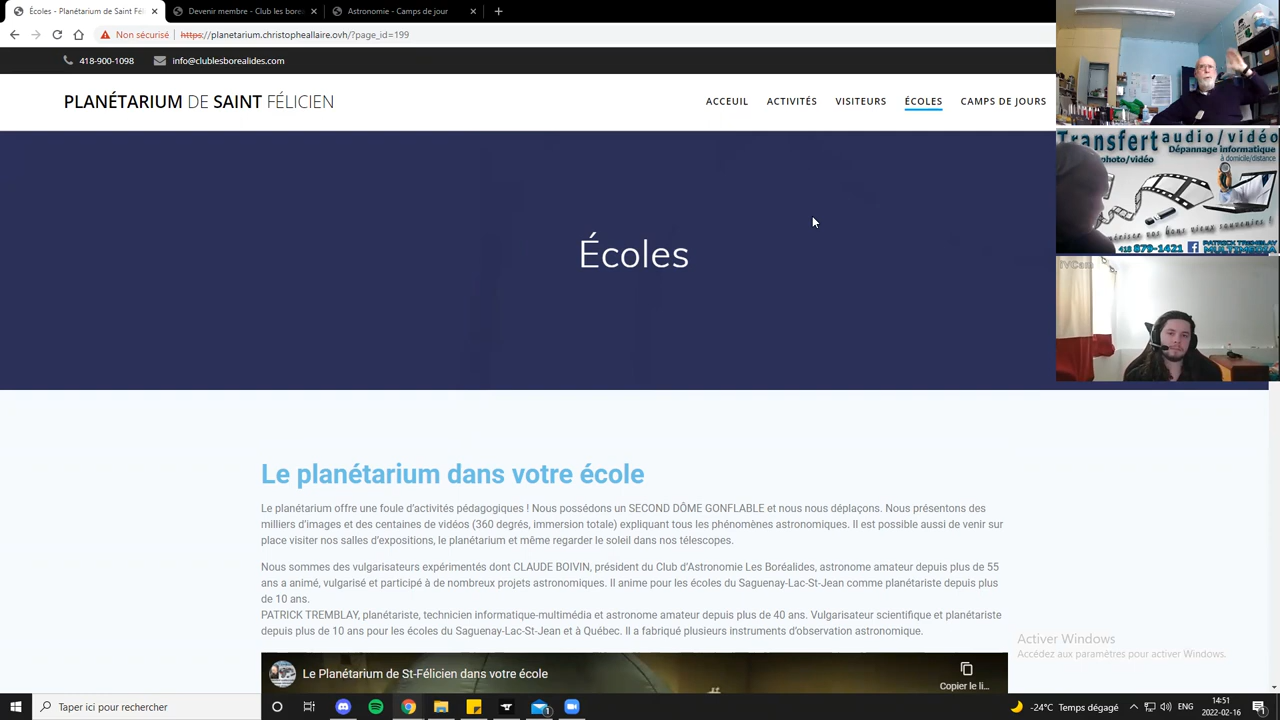 Écoles - Planétarium de Saint Fé
Devenir membre - Club les borea
Astronomie - Camps de jour
Non sécurisé
https://planetarium.christopheallaire.ovh/?page_id=199
418-900-1098
info@clublesborealides.com
PLANÉTARIUM DE SAINT FÉLICIEN
ACCEUIL ACTIVITÉS VISITEURS ÉCOLES CAMPS DE JOURS
Transfert audio/vidéo
photo/vidéo
Dépannage informatique
à domicile/distance
vos bons vieux souvenirs !
418 879-1421
PATRICK TREMBLAY
MULTIMEDIA
iVCam
Écoles
Le planétarium dans votre école
Le planétarium offre une foule d'activités pédagogiques ! Nous possédons un SECOND DÔME GONFLABLE et nous nous déplaçons. Nous présentons des
milliers d'images et des centaines de vidéos (360 degrés, immersion totale) expliquant tous les phénomènes astronomiques. Il est possible aussi de venir sur
place visiter nos salles d'expositions, le planétarium et même regarder le soleil dans nos télescopes.
Nous sommes des vulgarisateurs expérimentés dont CLAUDE BOIVIN, président du Club d'Astronomie Les Boréalides, astronome amateur depuis plus de 55
ans a animé, vulgarisé et participé à de nombreux projets astronomiques. Il anime pour les écoles du Saguenay-Lac-St-Jean comme planétariste depuis plus
de 10 ans.
PATRICK TREMBLAY, planétariste, technicien informatique-multimédia et astronome amateur depuis plus de 40 ans. Vulgarisateur scientifique et planétariste
depuis plus de 10 ans pour les écoles du Saguenay-Lac-St-Jean et à Québec. Il a fabriqué plusieurs instruments d'observation astronomique.
Le Planétarium de St-Félicien dans votre école
Copier le li...
Activer Windows
Accédez aux paramètres pour activer Windows.
Taper ici pour rechercher
1
-24°C Temps dégagé
ENG
14:51
2022-02-16
1